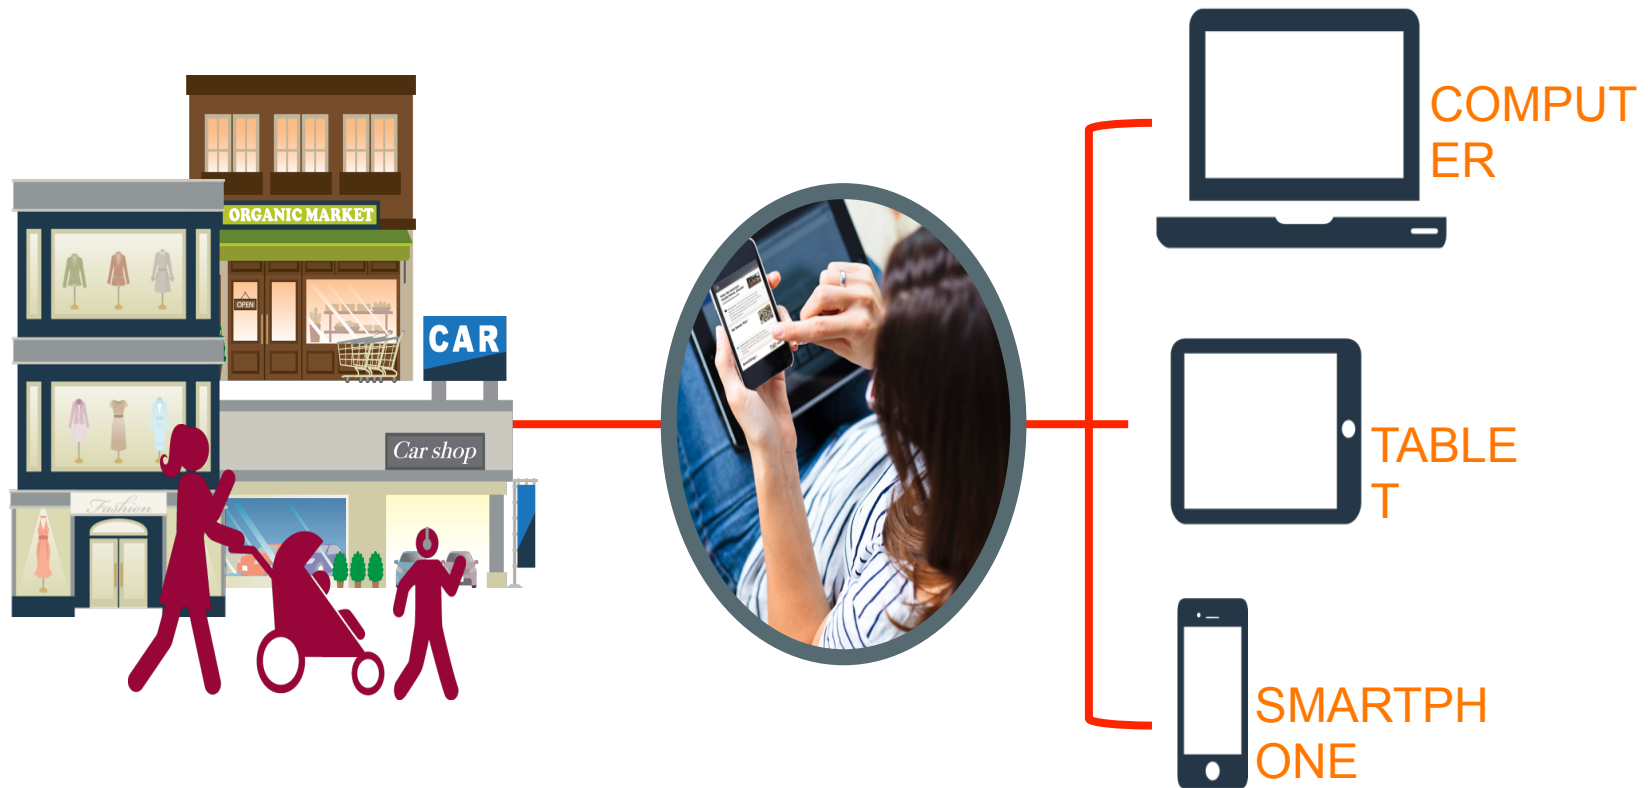 ORGANIC MARKET
OPEN
CAR
Car shop
Fashion
COMPUT
ER
TABLE
T
SMARTPH
ONE